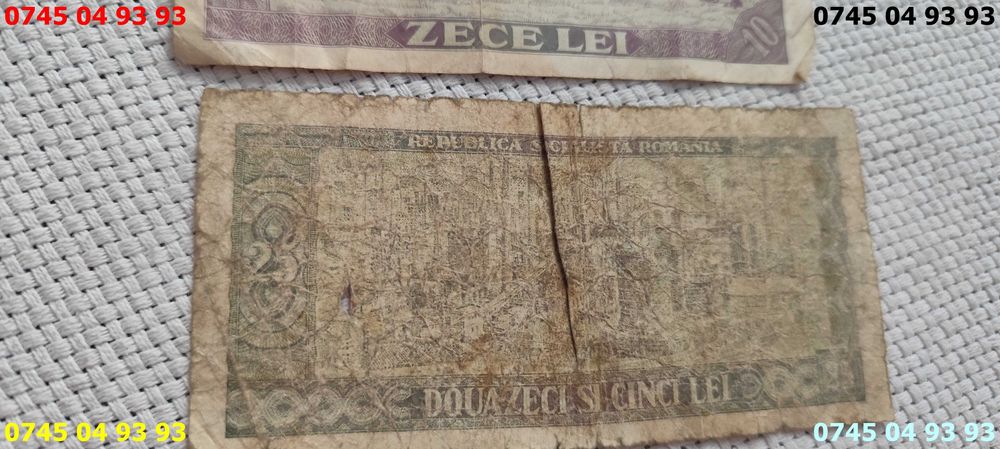 0745 04 93 93
0745 04 93 93
ZECE LEI
10
REPUBLICA SOCIALISTA ROMANIA
DOUAZECI SI CINCI LEI
0745 04 93 93
0745 04 93 93